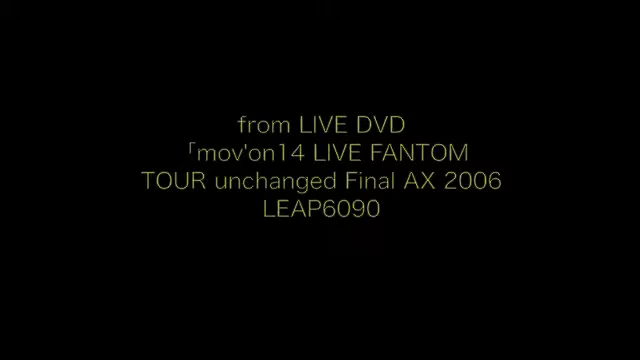 from LIVE DVD
「mov'on14 LIVE FANTOM
TOUR unchanged Final AX 2006
LEAP6090